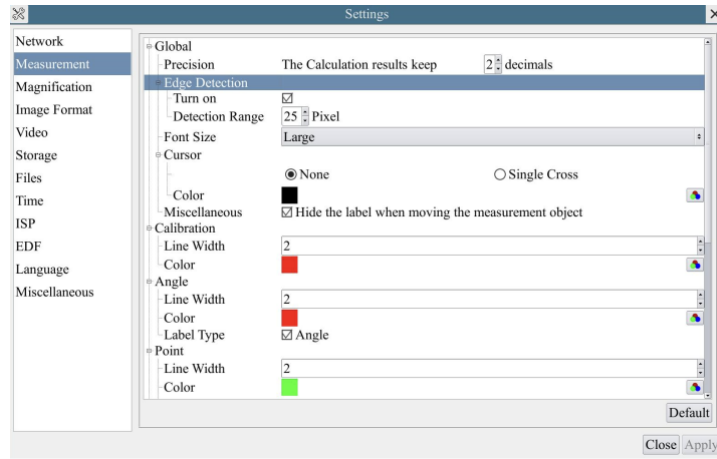 Settings
Network
Measurement
Magnification
Image Format
Video
Storage
Files
Time
ISP
EDF
Language
Miscellaneous
Global
Precision The Calculation results keep 2 decimals
Edge Detection
Turn on
Detection Range 25 Pixel
Font Size Large
Cursor
None Single Cross
Color
Miscellaneous Hide the label when moving the measurement object
Calibration
Line Width 2
Color
Angle
Line Width 2
Color
Label Type Angle
Point
Line Width 2
Color
Default
Close Apply